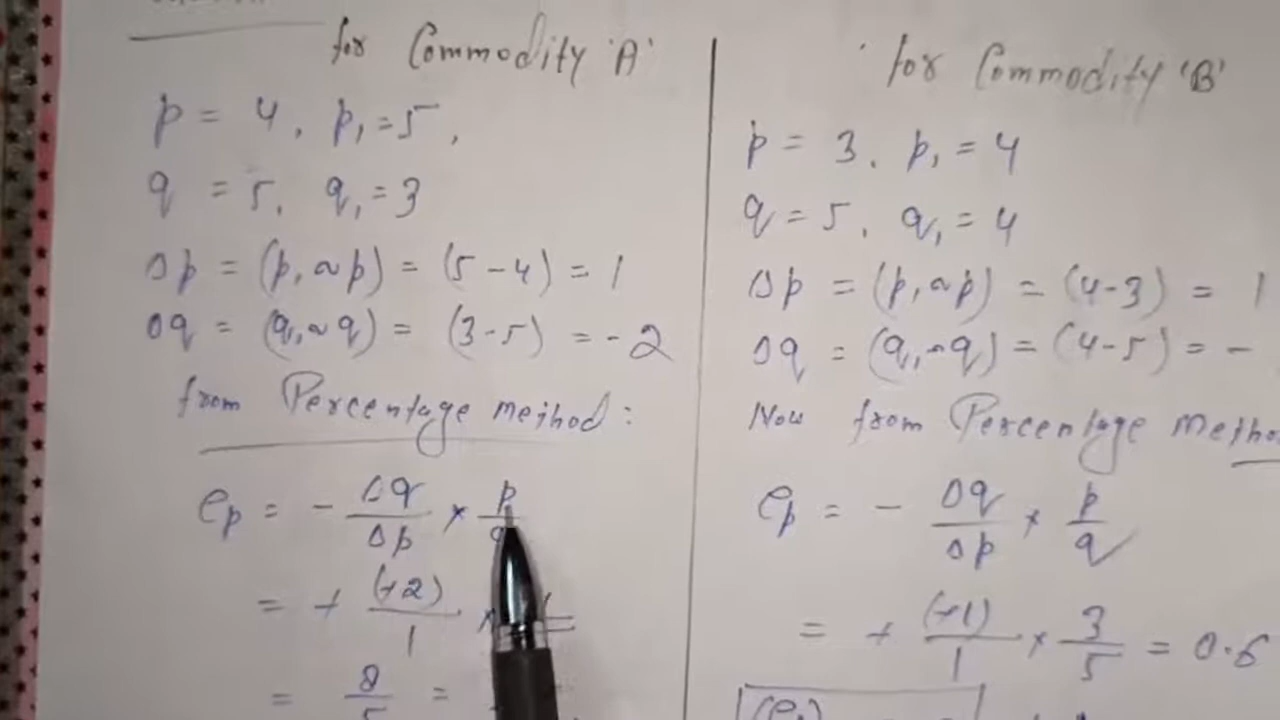 for Commodity 'A'
p = 4, p₁ = 5,
q = 5, q₁ = 3
Δp = (p₁ ~ p) = (5 - 4) = 1
Δq = (q₁ ~ q) = (3 - 5) = - 2
from Percentage method :
ep = - Δq/Δp × p/q
= + (+2)/1 ×
= 8/5 =
for Commodity 'B'
p = 3, p₁ = 4
q = 5, q₁ = 4
Δp = (p₁ ~ p) = (4-3) = 1
Δq = (q₁ ~ q) = (4-5) = -
Now from Percentage Metho
ep = - Δq/Δp × p/q
= + (+1)/1 × 3/5 = 0.6